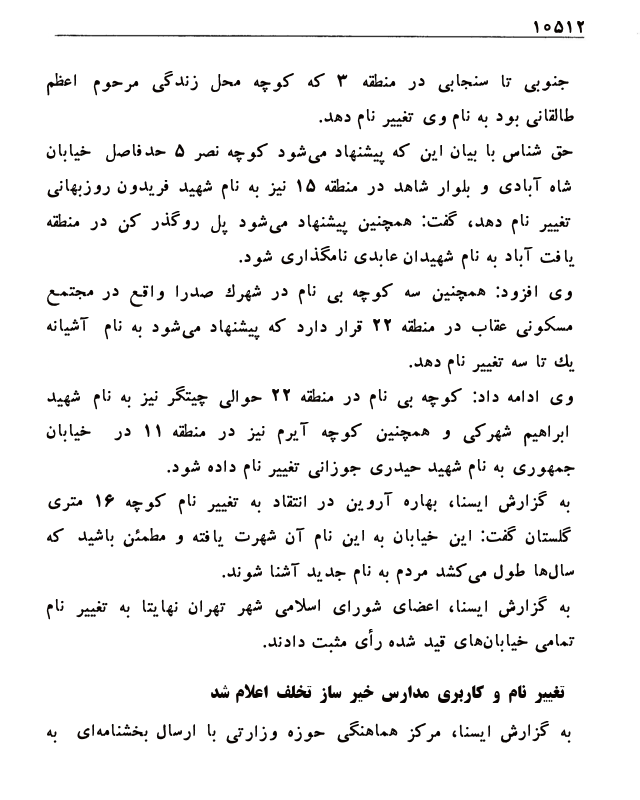 ۱۰۵۱۲
جنوبی تا سنجابی در منطقه ۳ که کوچه محل زندگی مرحوم اعظم
طالقانی بود به نام وی تغییر نام دهد.
حق شناس با بیان این که پیشنهاد می‌شود کوچه نصر ۵ حدفاصل خیابان
شاه آبادی و بلوار شاهد در منطقه ۱۵ نیز به نام شهید فریدون روزبهانی
تغییر نام دهد، گفت: همچنین پیشنهاد می‌شود پل روگذر کن در منطقه
یافت آباد به نام شهیدان عابدی نامگذاری شود.
وی افزود: همچنین سه کوچه بی نام در شهرك صدرا واقع در مجتمع
مسکونی عقاب در منطقه ۲۲ قرار دارد که پیشنهاد می‌شود به نام آشیانه
یك تا سه تغییر نام دهد.
وی ادامه داد: کوچه بی نام در منطقه ۲۲ حوالی چیتگر نیز به نام شهید
ابراهیم شهرکی و همچنین کوچه آیرم نیز در منطقه ۱۱ در خیابان
جمهوری به نام شهید حیدری جوزانی تغییر نام داده شود.
به گزارش ایسنا، بهاره آروین در انتقاد به تغییر نام کوچه ۱۶ متری
گلستان گفت: این خیابان به این نام آن شهرت یافته و مطمئن باشید که
سال‌ها طول می‌کشد مردم به نام جدید آشنا شوند.
به گزارش ایسنا، اعضای شورای اسلامی شهر تهران نهایتا به تغییر نام
تمامی خیابان‌های قید شده رأی مثبت دادند.
تغییر نام و کاربری مدارس خیر ساز تخلف اعلام شد
به گزارش ایسنا، مرکز هماهنگی حوزه وزارتی با ارسال بخشنامه‌ای به